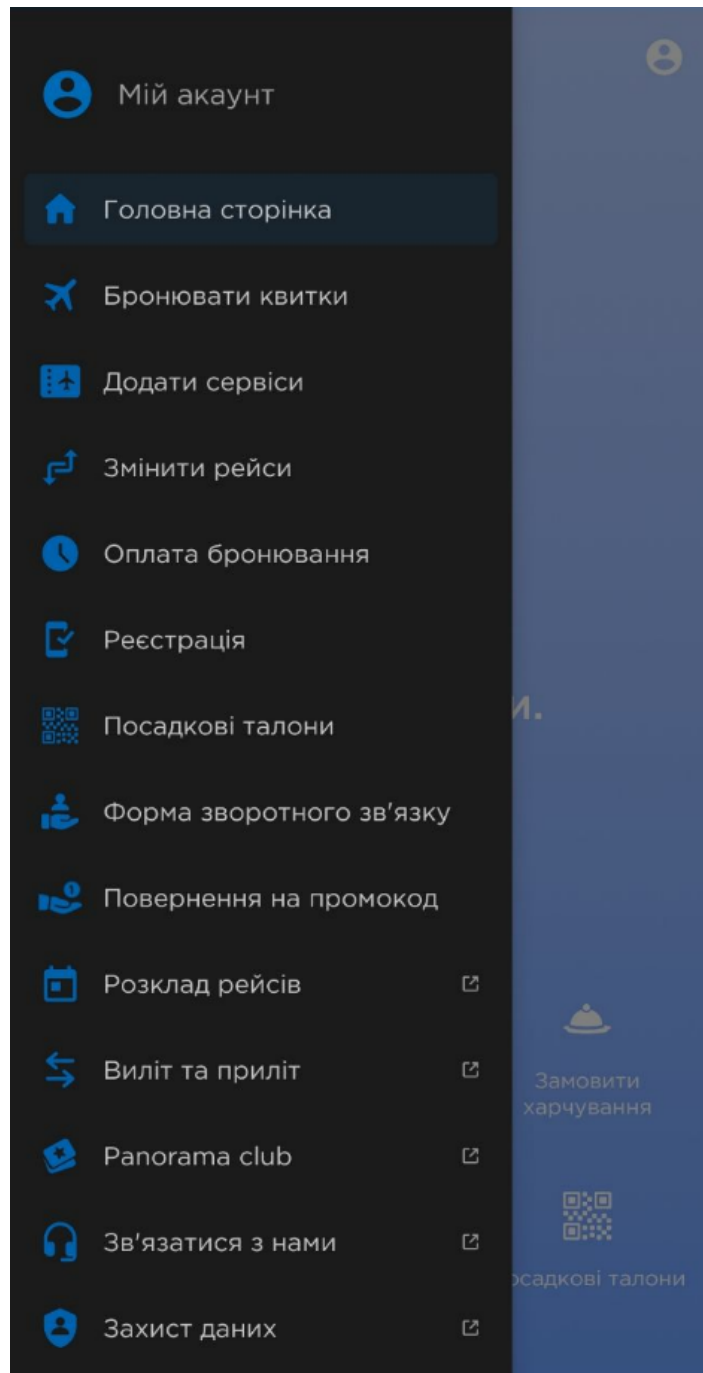 Мій акаунт
Головна сторінка
Бронювати квитки
Додати сервіси
Змінити рейси
Оплата бронювання
Реєстрація
Посадкові талони
Форма зворотного зв'язку
Повернення на промокод
Розклад рейсів
Виліт та приліт
Panorama club
Зв'язатися з нами
Захист даних
и.
Замовити
харчування
осадкові талони